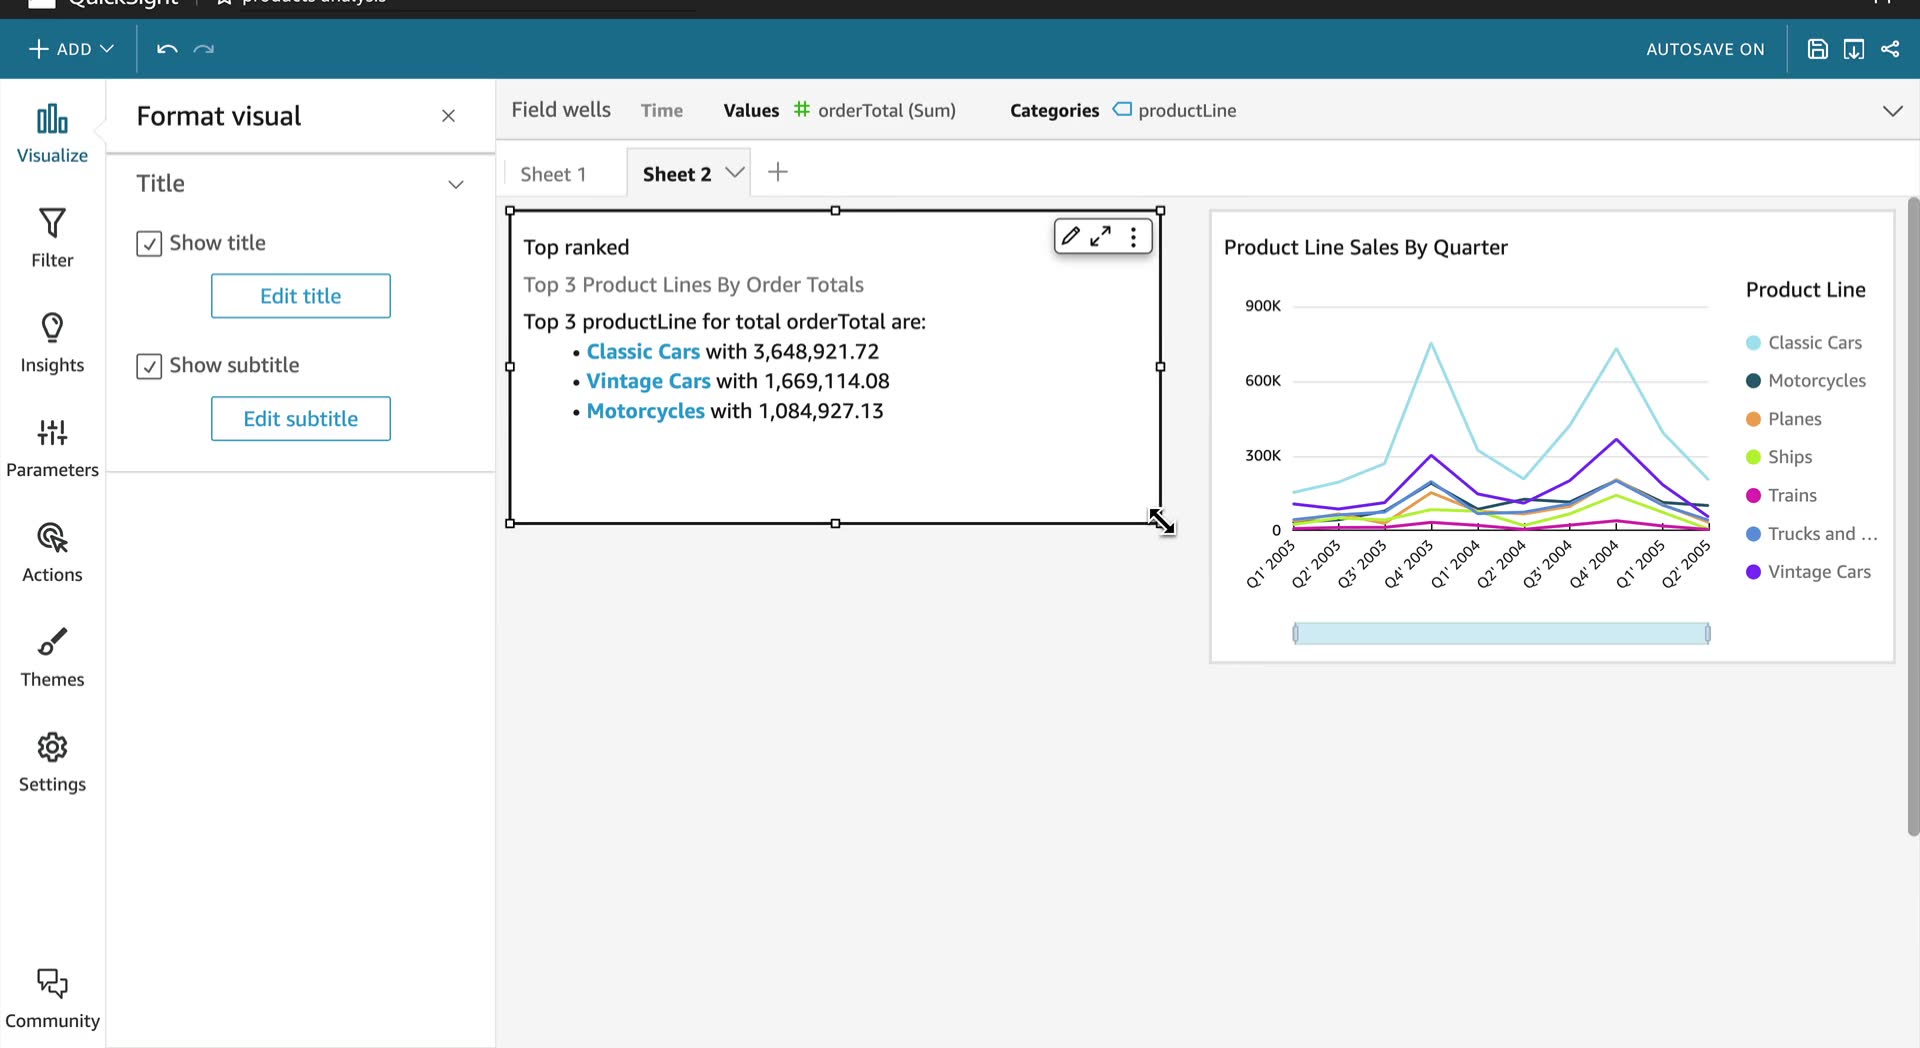 QuickSight products analysis
ADD
AUTOSAVE ON
Visualize
Filter
Insights
Parameters
Actions
Themes
Settings
Community
Format visual
Title
Show title
Edit title
Show subtitle
Edit subtitle
Field wells Time Values orderTotal (Sum) Categories productLine
Sheet 1 Sheet 2
Top ranked
Top 3 Product Lines By Order Totals
Top 3 productLine for total orderTotal are:
• Classic Cars with 3,648,921.72
• Vintage Cars with 1,669,114.08
• Motorcycles with 1,084,927.13
Product Line Sales By Quarter
900K
600K
300K
0
Q1' 2003
Q2' 2003
Q3' 2003
Q4' 2003
Q1' 2004
Q2' 2004
Q3' 2004
Q4' 2004
Q1' 2005
Q2' 2005
Product Line
Classic Cars
Motorcycles
Planes
Ships
Trains
Trucks and ...
Vintage Cars